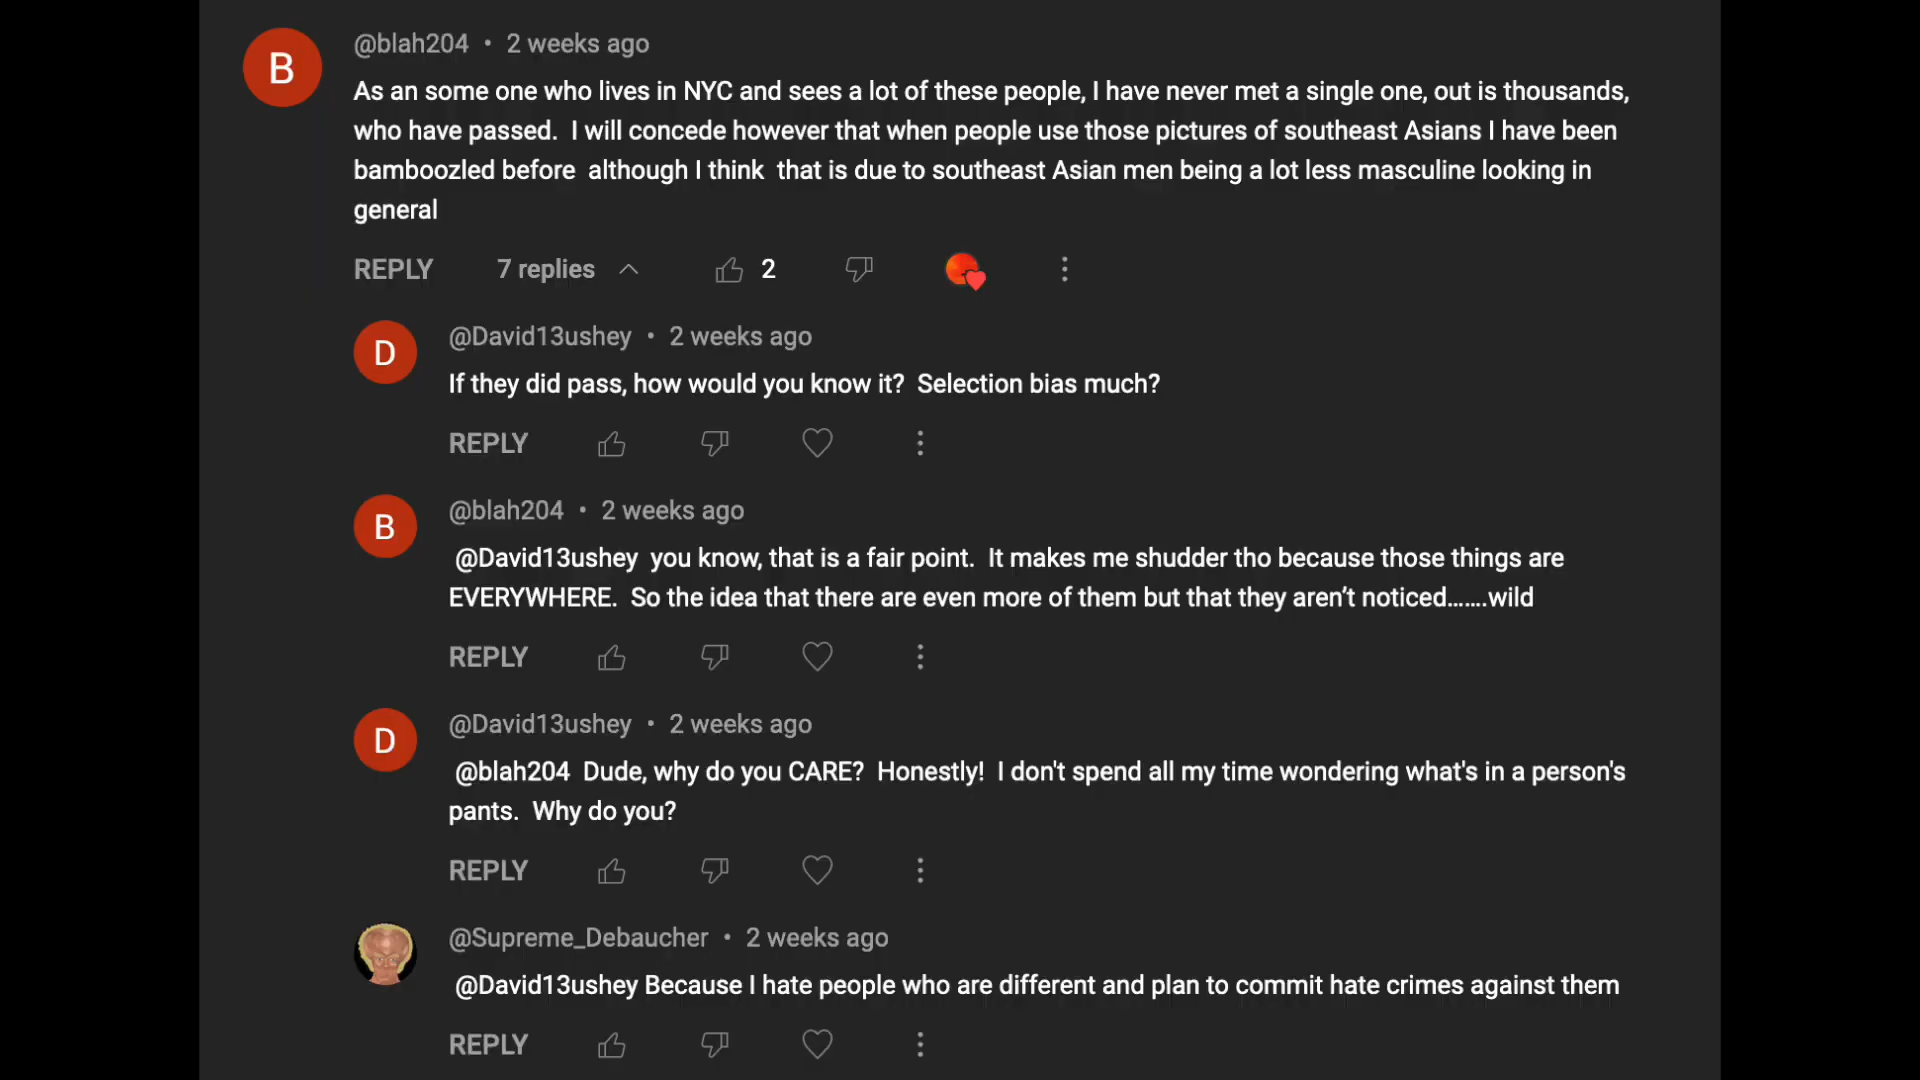 B
@blah204 • 2 weeks ago
As an some one who lives in NYC and sees a lot of these people, I have never met a single one, out is thousands,
who have passed.  I will concede however that when people use those pictures of southeast Asians I have been
bamboozled before  although I think  that is due to southeast Asian men being a lot less masculine looking in
general
REPLY 7 replies 2
D
@David13ushey • 2 weeks ago
If they did pass, how would you know it?  Selection bias much?
REPLY
B
@blah204 • 2 weeks ago
@David13ushey  you know, that is a fair point.  It makes me shudder tho because those things are
EVERYWHERE.  So the idea that there are even more of them but that they aren’t noticed…….wild
REPLY
D
@David13ushey • 2 weeks ago
@blah204  Dude, why do you CARE?  Honestly!  I don't spend all my time wondering what's in a person's
pants.  Why do you?
REPLY
@Supreme_Debaucher • 2 weeks ago
@David13ushey Because I hate people who are different and plan to commit hate crimes against them
REPLY